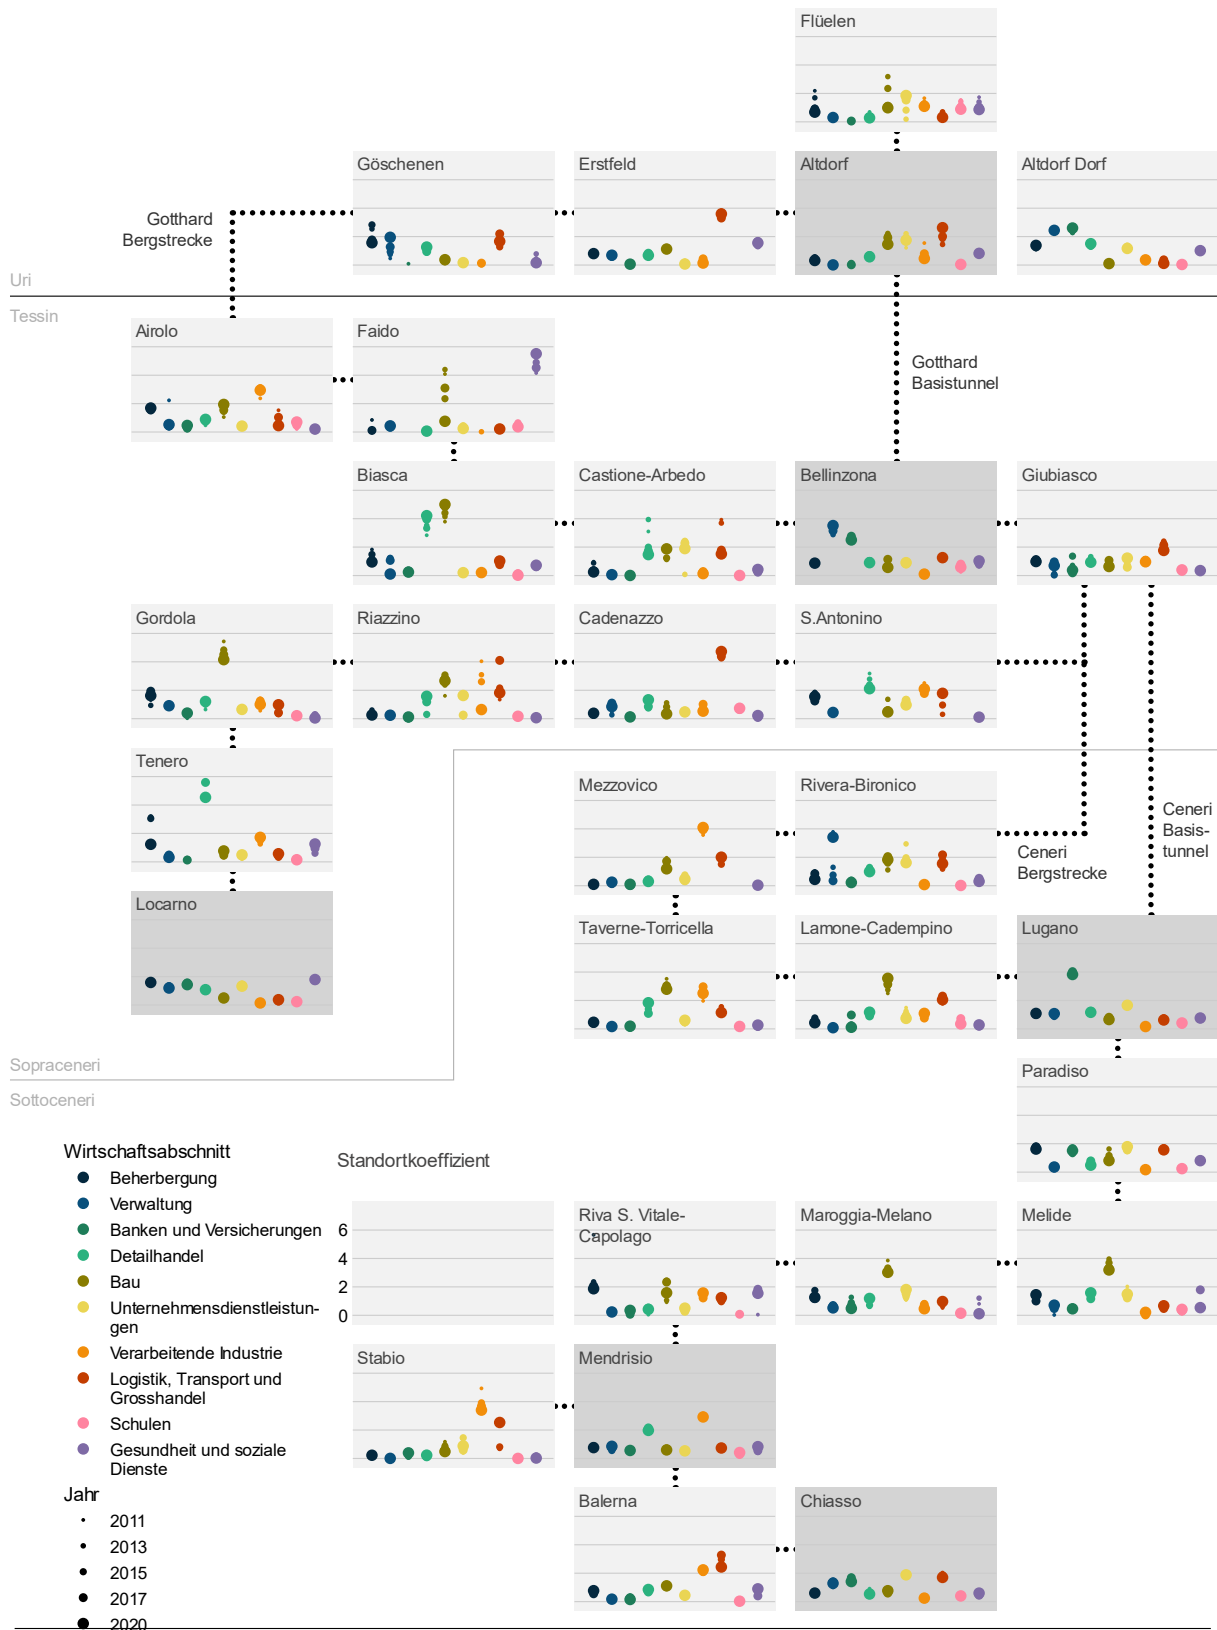 Flüelen
Göschenen
Erstfeld
Altdorf
Altdorf Dorf
Gotthard
Bergstrecke
Uri
Tessin
Airolo
Faido
Gotthard
Basistunnel
Biasca
Castione-Arbedo
Bellinzona
Giubiasco
Gordola
Riazzino
Cadenazzo
S.Antonino
Tenero
Mezzovico
Rivera-Bironico
Ceneri
Bergstrecke
Ceneri
Basis-
tunnel
Locarno
Taverne-Torricella
Lamone-Cadempino
Lugano
Sopraceneri
Sottoceneri
Paradiso
Wirtschaftsabschnitt
Beherbergung
Verwaltung
Banken und Versicherungen
Detailhandel
Bau
Unternehmensdienstleistun-
gen
Verarbeitende Industrie
Logistik, Transport und
Grosshandel
Schulen
Gesundheit und soziale
Dienste
Jahr
2011
2013
2015
2017
2020
Standortkoeffizient
6
4
2
0
Riva S. Vitale-
Capolago
Maroggia-Melano
Melide
Stabio
Mendrisio
Balerna
Chiasso